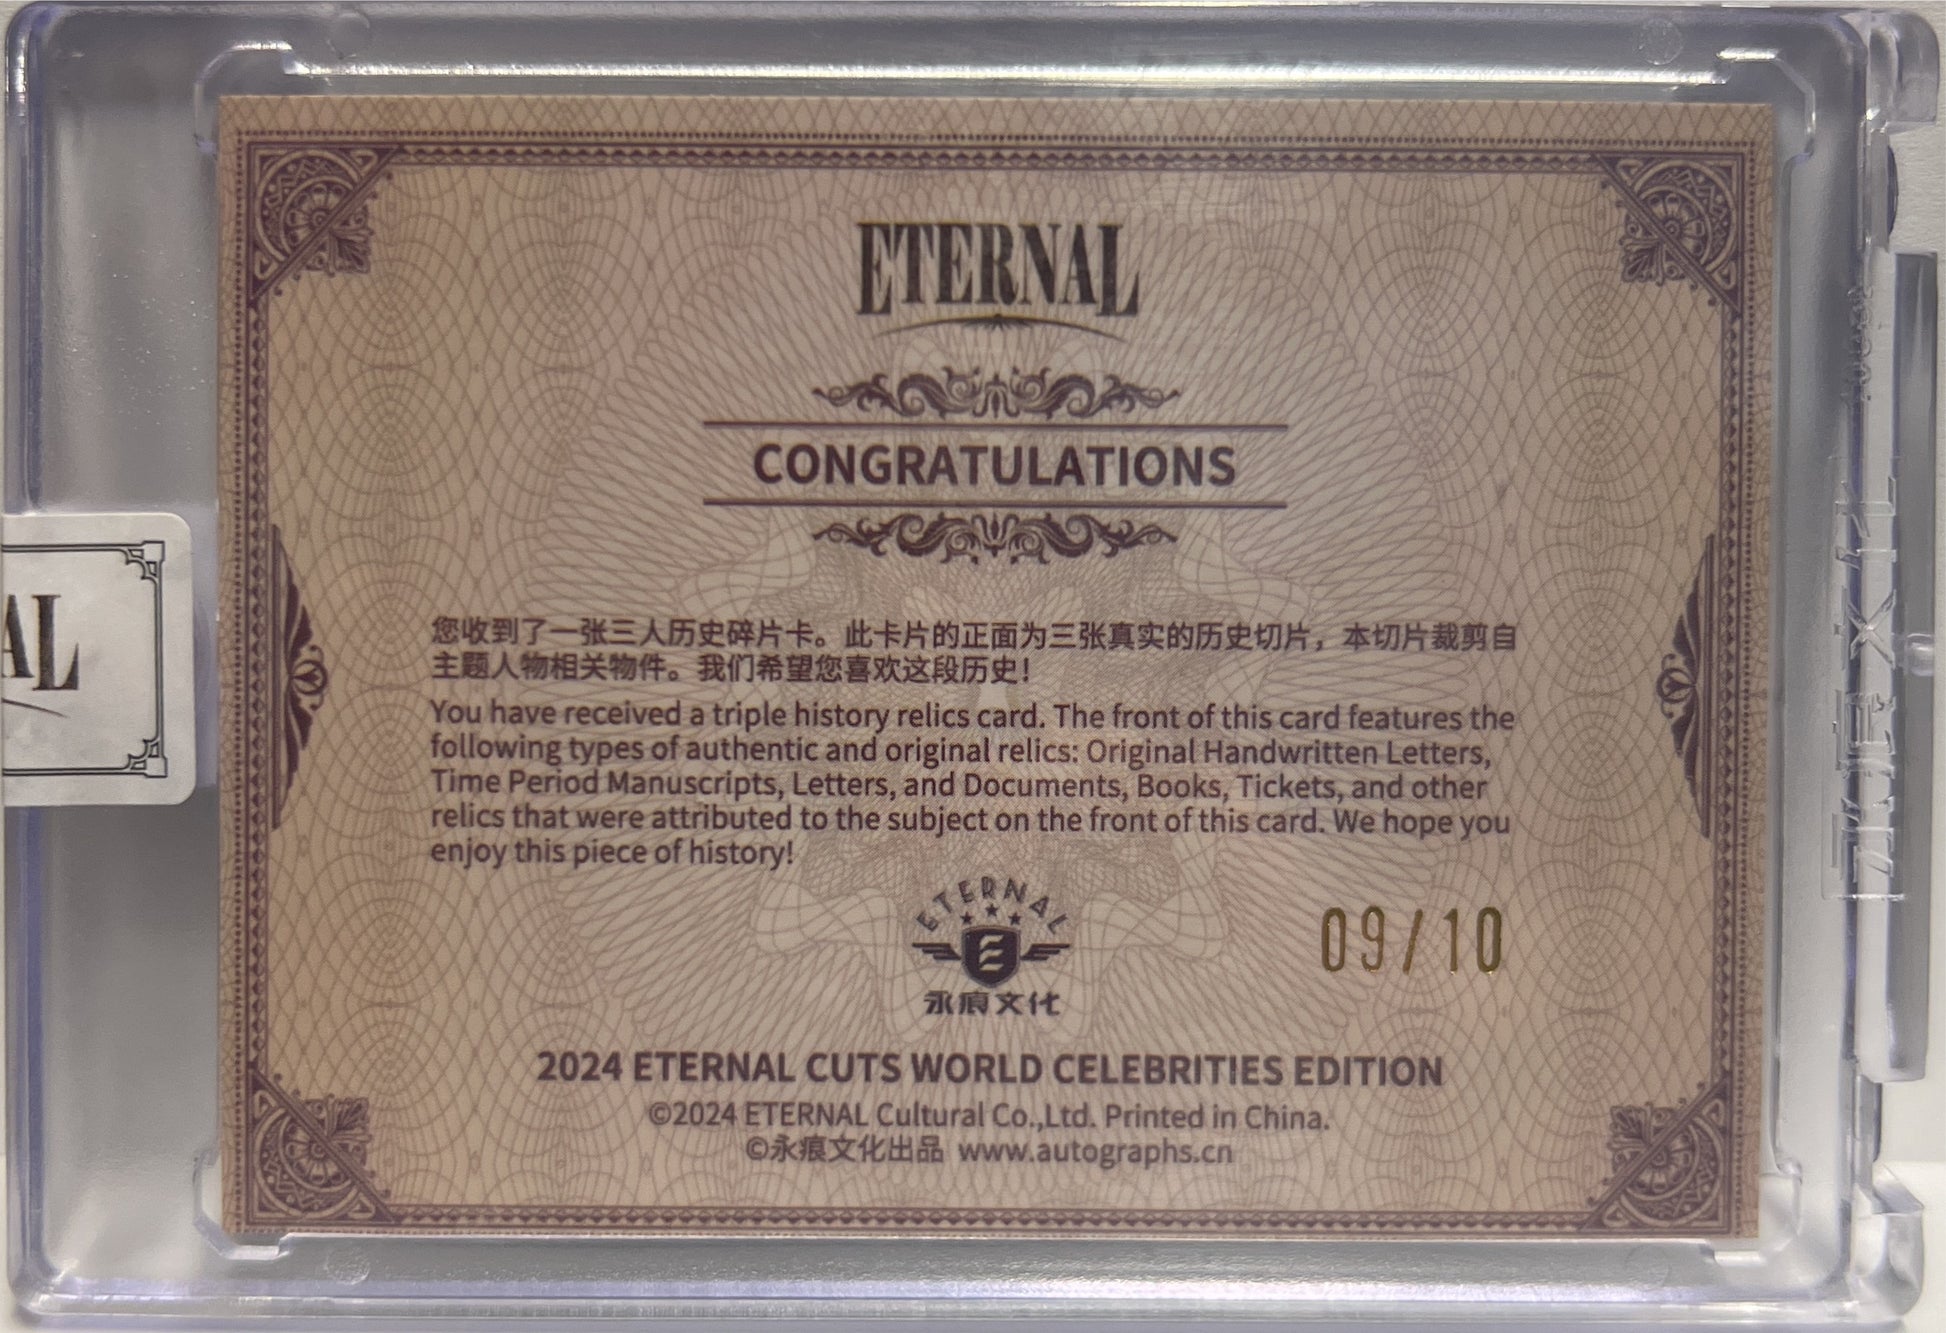 ETERNAL
CONGRATULATIONS
您收到了一张三人历史碎片卡。此卡片的正面为三张真实的历史切片，本切片裁剪自
主题人物相关物件。我们希望您喜欢这段历史！
You have received a triple history relics card. The front of this card features the
following types of authentic and original relics: Original Handwritten Letters,
Time Period Manuscripts, Letters, and Documents, Books, Tickets, and other
relics that were attributed to the subject on the front of this card. We hope you
enjoy this piece of history!
ETERNAL
E
永痕文化
09/10
2024 ETERNAL CUTS WORLD CELEBRITIES EDITION
©2024 ETERNAL Cultural Co.,Ltd. Printed in China.
©永痕文化出品 www.autographs.cn
AL